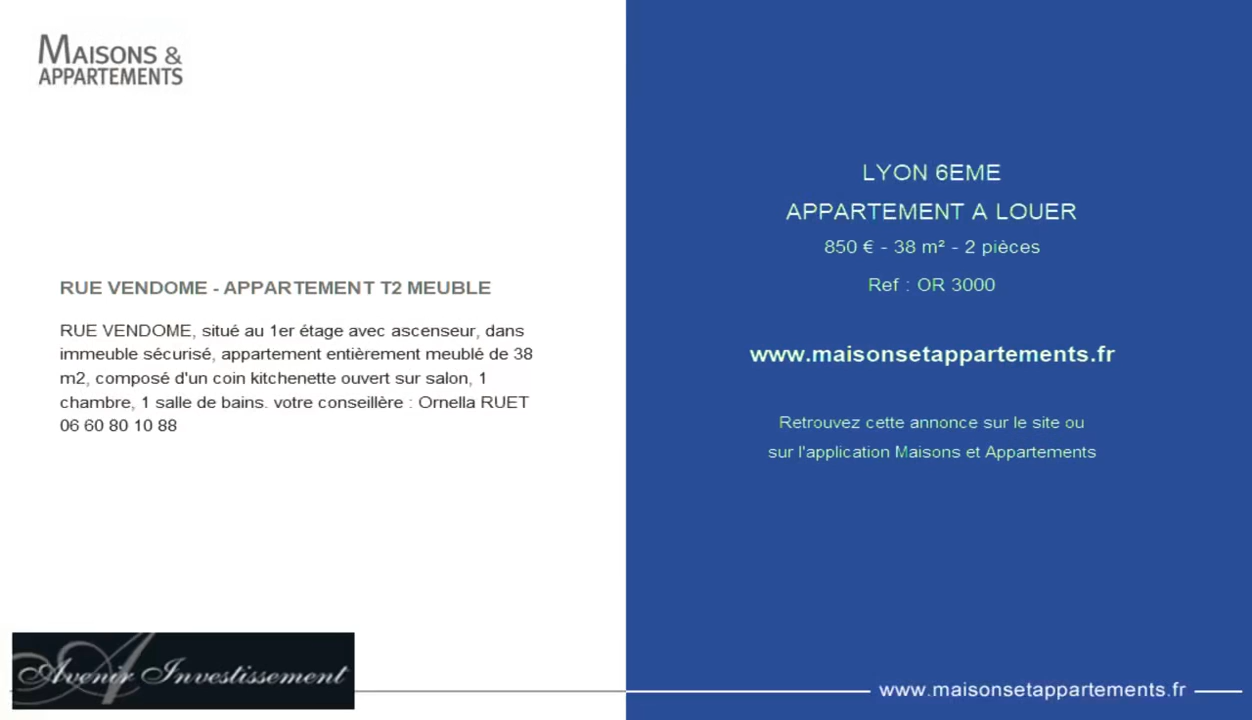 MAISONS &
APPARTEMENTS
RUE VENDOME - APPARTEMENT T2 MEUBLE
RUE VENDOME, situé au 1er étage avec ascenseur, dans
immeuble sécurisé, appartement entièrement meublé de 38
m2, composé d'un coin kitchenette ouvert sur salon, 1
chambre, 1 salle de bains. votre conseillère : Ornella RUET
06 60 80 10 88
Avenir Investissement
LYON 6EME
APPARTEMENT A LOUER
850 € - 38 m² - 2 pièces
Ref : OR 3000
www.maisonsetappartements.fr
Retrouvez cette annonce sur le site ou
sur l'application Maisons et Appartements
www.maisonsetappartements.fr